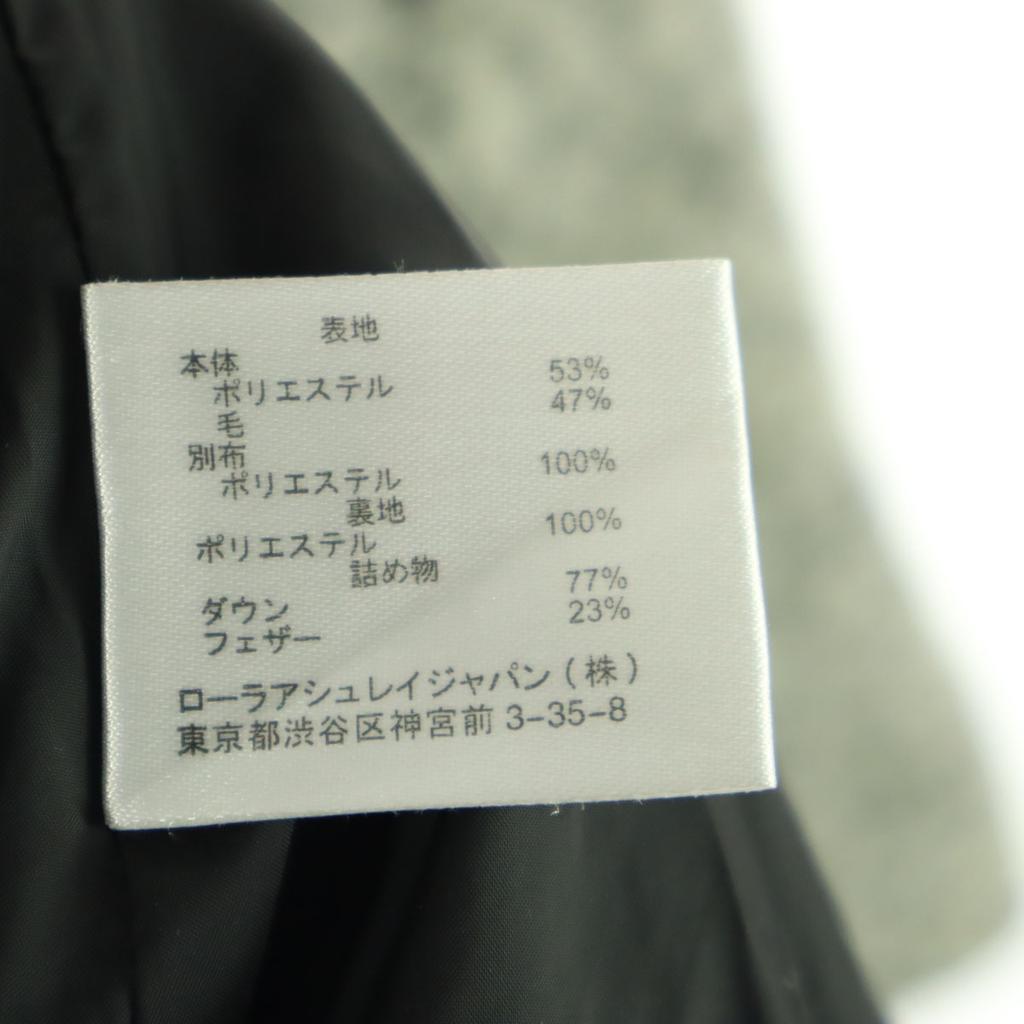 表地
本体
ポリエステル 53%
毛 47%
別布
ポリエステル 100%
裏地
ポリエステル 100%
詰め物
ダウン 77%
フェザー 23%
ローラアシュレイジャパン(株)
東京都渋谷区神宮前 3-35-8